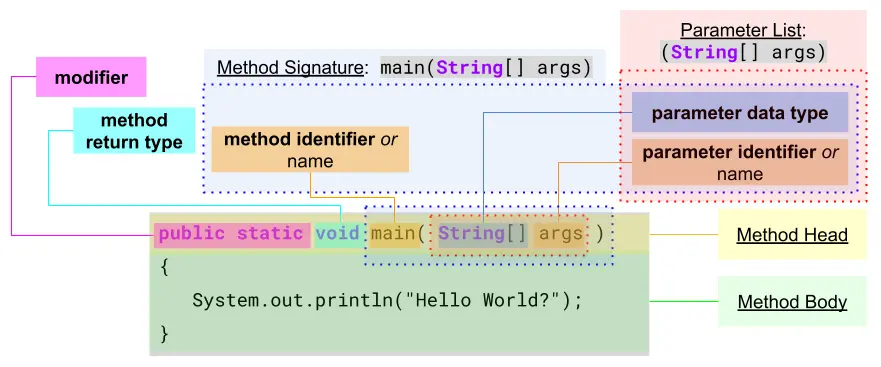 Parameter List:
(String[] args)
Method Signature: main(String[] args)
modifier
method
return type
method identifier or
name
parameter data type
parameter identifier or
name
public static void main( String[] args )
Method Head
{
System.out.println("Hello World?");
}
Method Body